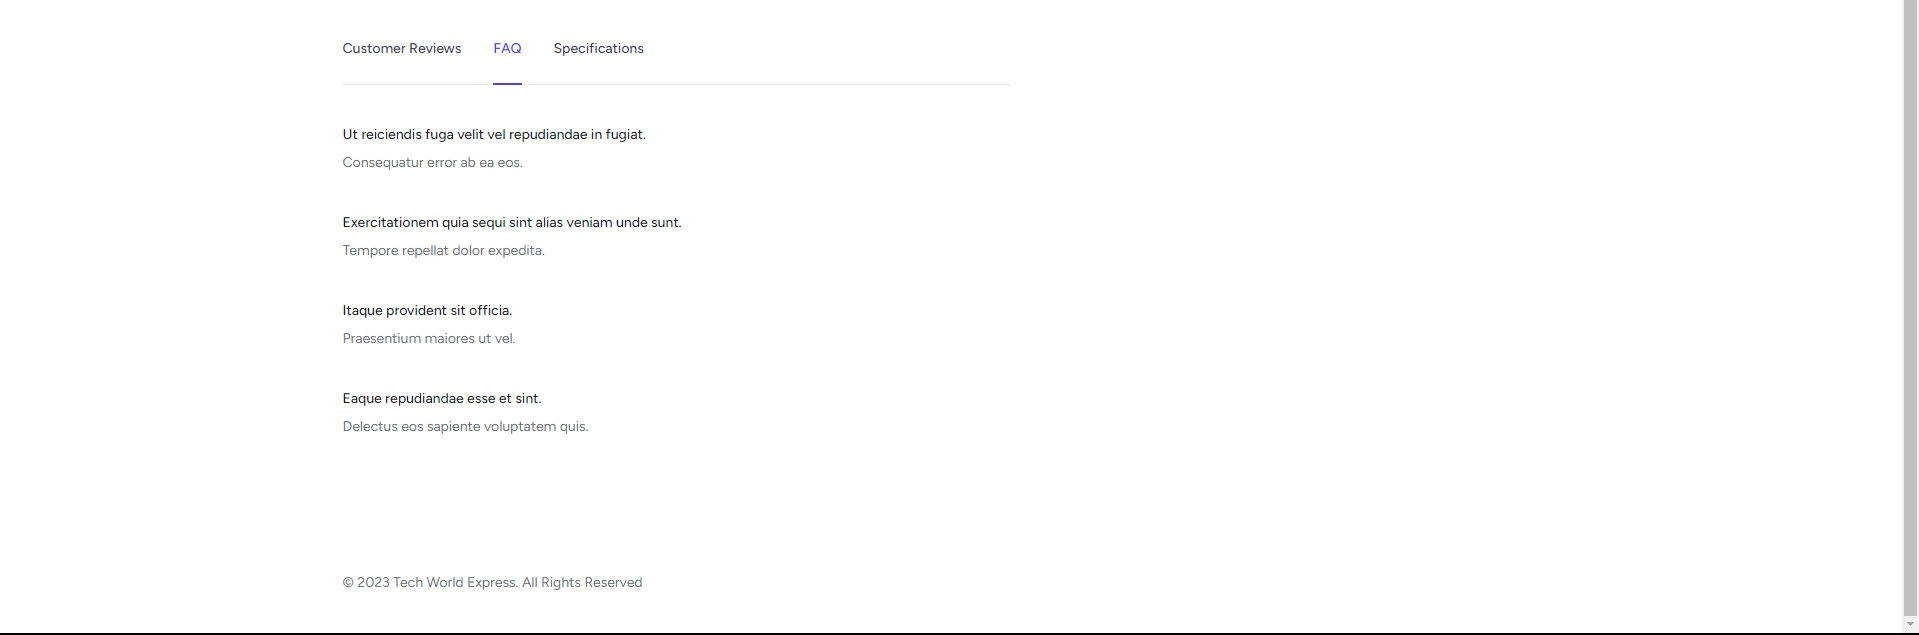 Customer Reviews FAQ Specifications
Ut reiciendis fuga velit vel repudiandae in fugiat.
Consequatur error ab ea eos.
Exercitationem quia sequi sint alias veniam unde sunt.
Tempore repellat dolor expedita.
Itaque provident sit officia.
Praesentium maiores ut vel.
Eaque repudiandae esse et sint.
Delectus eos sapiente voluptatem quis.
© 2023 Tech World Express. All Rights Reserved